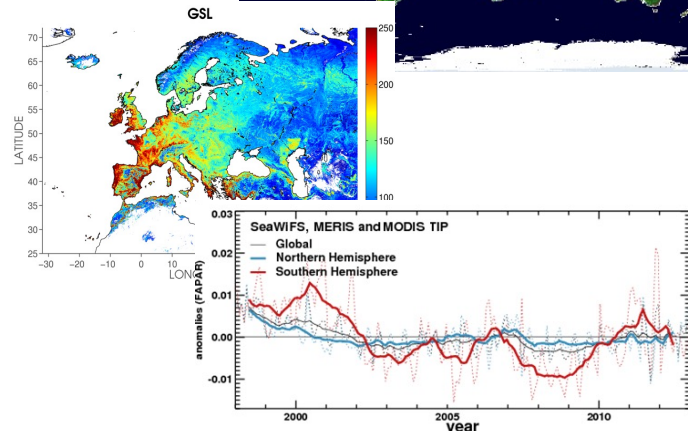 GSL
70
65
60
55
50
45
40
35
30
25
LATITUDE
−30 −20 −10 0 10
LONG
250
200
150
100
SeaWIFS, MERIS and MODIS TIP
Global
Northern Hemisphere
Southern Hemisphere
0.03
0.02
0.01
0.00
-0.01
anomalies (FAPAR)
2000 2005 2010
year